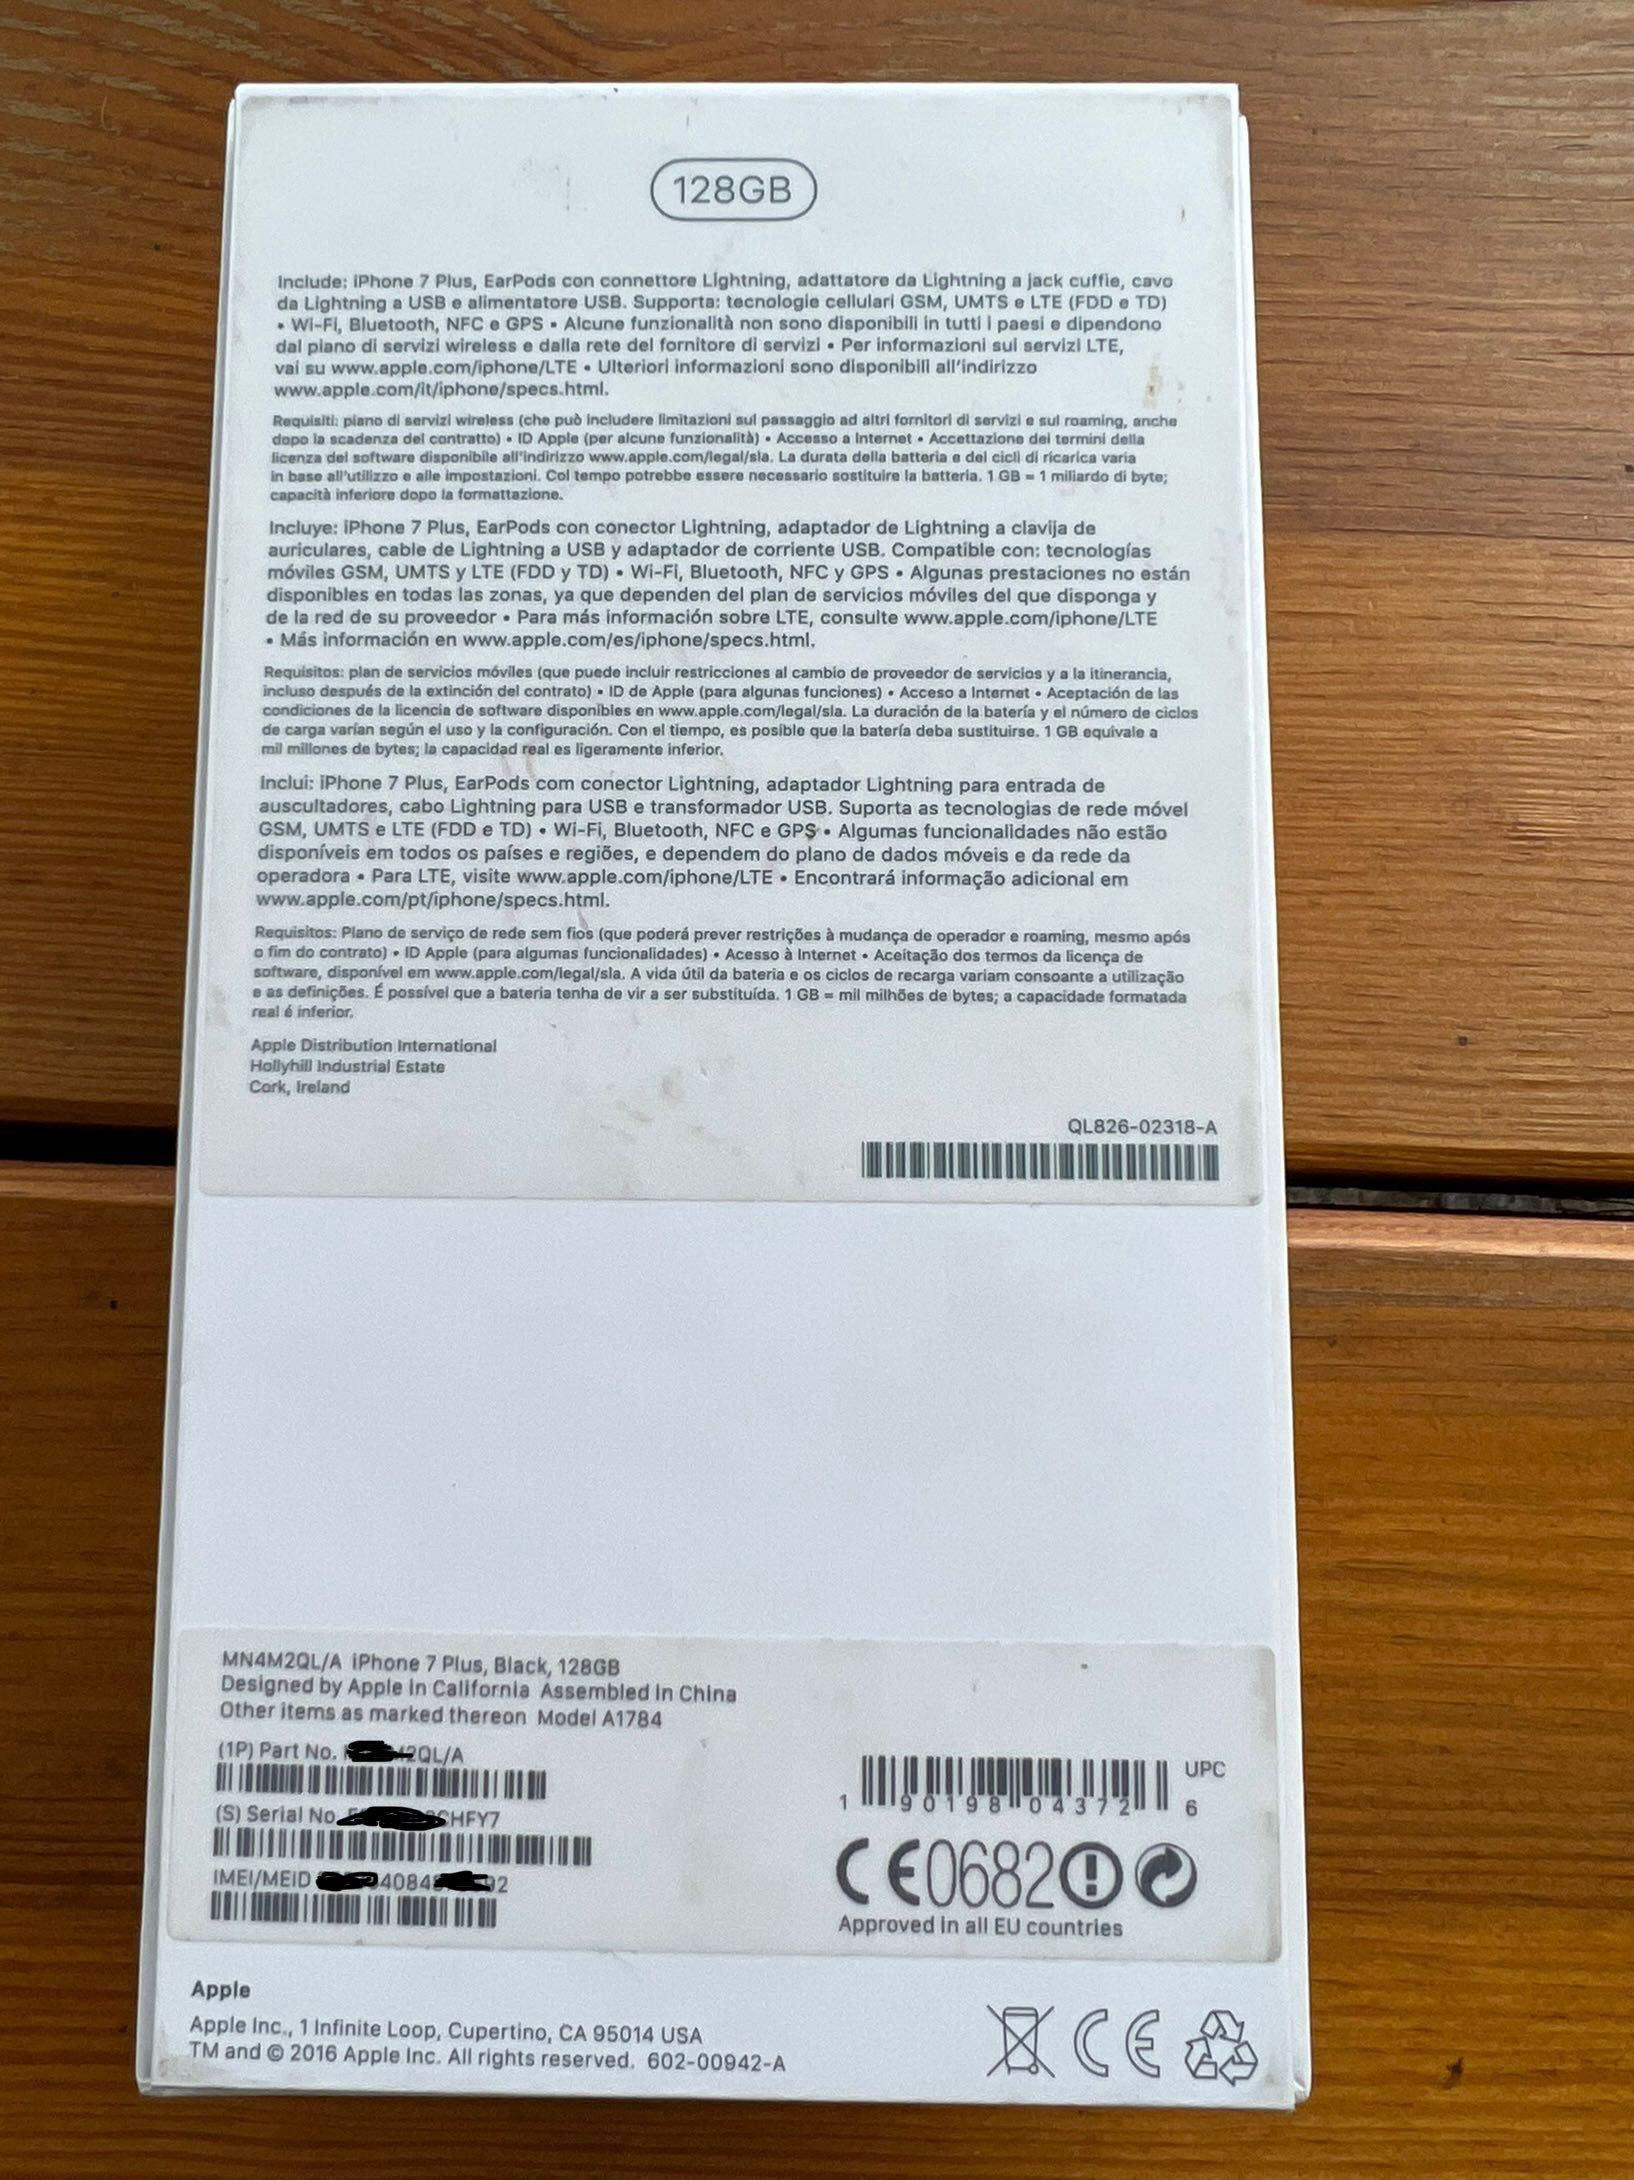 128GB
Include: iPhone 7 Plus, EarPods con connettore Lightning, adattatore da Lightning a jack cuffie, cavo
da Lightning a USB e alimentatore USB. Supporta: tecnologie cellulari GSM, UMTS e LTE (FDD e TD)
• Wi-Fi, Bluetooth, NFC e GPS • Alcune funzionalità non sono disponibili in tutti i paesi e dipendono
dal piano di servizi wireless e dalla rete del fornitore di servizi • Per informazioni sui servizi LTE,
vai su www.apple.com/iphone/LTE • Ulteriori informazioni sono disponibili all'indirizzo
www.apple.com/it/iphone/specs.html.
Requisiti: piano di servizi wireless (che può includere limitazioni sul passaggio ad altri fornitori di servizi e sul roaming, anche
dopo la scadenza del contratto) • ID Apple (per alcune funzionalità) • Accesso a Internet • Accettazione dei termini della
licenza del software disponibile all'indirizzo www.apple.com/legal/sla. La durata della batteria e dei cicli di ricarica varia
in base all'utilizzo e alle impostazioni. Col tempo potrebbe essere necessario sostituire la batteria. 1 GB = 1 miliardo di byte;
capacità inferiore dopo la formattazione.
Incluye: iPhone 7 Plus, EarPods con conector Lightning, adaptador de Lightning a clavija de
auriculares, cable de Lightning a USB y adaptador de corriente USB. Compatible con: tecnologías
móviles GSM, UMTS y LTE (FDD y TD) • Wi-Fi, Bluetooth, NFC y GPS • Algunas prestaciones no están
disponibles en todas las zonas, ya que dependen del plan de servicios móviles del que disponga y
de la red de su proveedor • Para más información sobre LTE, consulte www.apple.com/iphone/LTE
• Más información en www.apple.com/es/iphone/specs.html.
Requisitos: plan de servicios móviles (que puede incluir restricciones al cambio de proveedor de servicios y a la itinerancia,
incluso después de la extinción del contrato) • ID de Apple (para algunas funciones) • Acceso a Internet • Aceptación de las
condiciones de la licencia de software disponibles en www.apple.com/legal/sla. La duración de la batería y el número de ciclos
de carga varían según el uso y la configuración. Con el tiempo, es posible que la batería deba sustituirse. 1 GB equivale a
mil millones de bytes; la capacidad real es ligeramente inferior.
Inclui: iPhone 7 Plus, EarPods com conector Lightning, adaptador Lightning para entrada de
auscultadores, cabo Lightning para USB e transformador USB. Suporta as tecnologias de rede móvel
GSM, UMTS e LTE (FDD e TD) • Wi-Fi, Bluetooth, NFC e GPS • Algumas funcionalidades não estão
disponíveis em todos os países e regiões, e dependem do plano de dados móveis e da rede da
operadora • Para LTE, visite www.apple.com/iphone/LTE • Encontrará informação adicional em
www.apple.com/pt/iphone/specs.html.
Requisitos: Plano de serviço de rede sem fios (que poderá prever restrições à mudança de operador e roaming, mesmo após
o fim do contrato) • ID Apple (para algumas funcionalidades) • Acesso à Internet • Aceitação dos termos da licença de
software, disponível em www.apple.com/legal/sla. A vida útil da bateria e os ciclos de recarga variam consoante a utilização
e as definições. É possível que a bateria tenha de vir a ser substituída. 1 GB = mil milhões de bytes; a capacidade formatada
real é inferior.
Apple Distribution International
Hollyhill Industrial Estate
Cork, Ireland
QL826-02318-A
MN4M2QL/A iPhone 7 Plus, Black, 128GB
Designed by Apple in California Assembled in China
Other items as marked thereon Model A1784
(1P) Part No. 2QL/A
(S) Serial No. CHFY7
IMEI/MEID 4084 92
UPC
1 90198 04372 6
CE0682
Approved in all EU countries
Apple
Apple Inc., 1 Infinite Loop, Cupertino, CA 95014 USA
TM and © 2016 Apple Inc. All rights reserved. 602-00942-A
CE